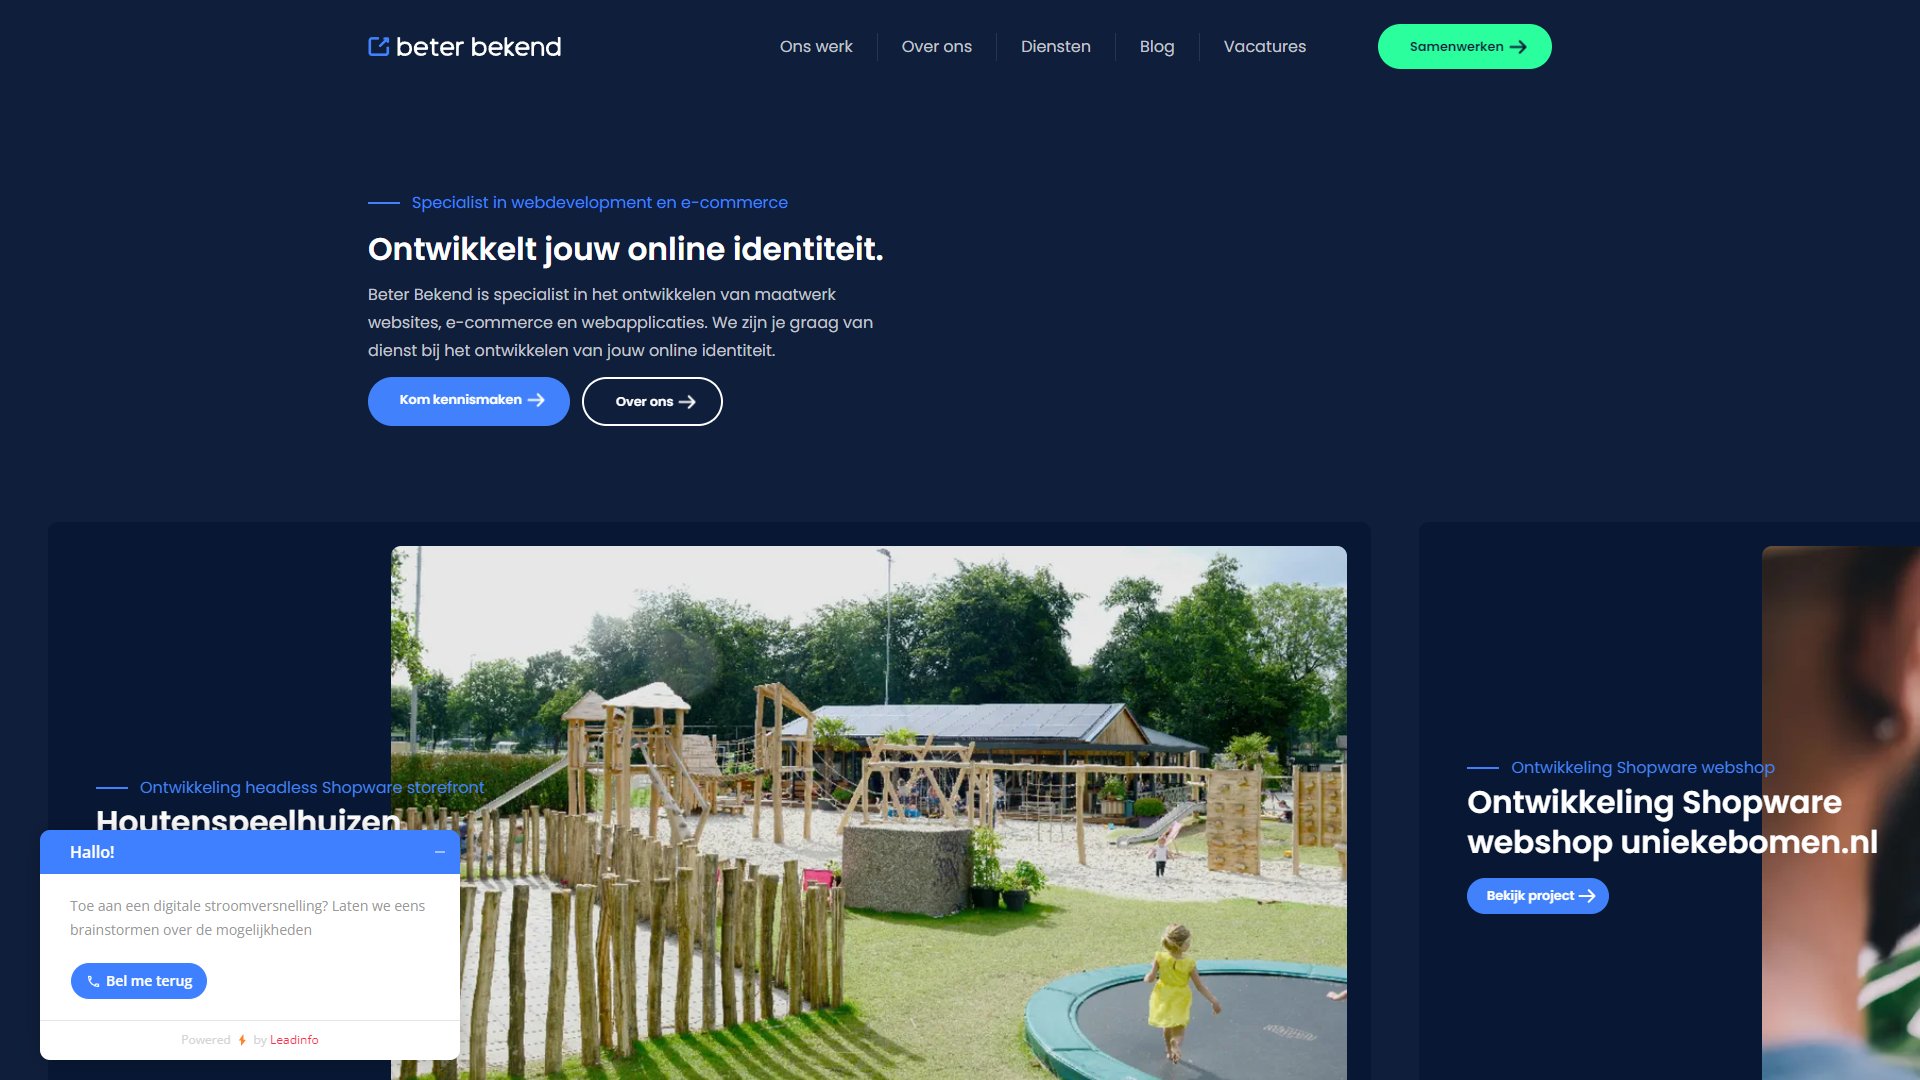 beter bekend
Ons werk
Over ons
Diensten
Blog
Vacatures
Samenwerken
Specialist in webdevelopment en e-commerce
Ontwikkelt jouw online identiteit.
Beter Bekend is specialist in het ontwikkelen van maatwerk
websites, e-commerce en webapplicaties. We zijn je graag van
dienst bij het ontwikkelen van jouw online identiteit.
Kom kennismaken
Over ons
Ontwikkeling headless Shopware storefront
Houtenspeelhuizen
Ontwikkeling Shopware webshop
Ontwikkeling Shopware
webshop uniekebomen.nl
Bekijk project
Hallo!
Toe aan een digitale stroomversnelling? Laten we eens
brainstormen over de mogelijkheden
Bel me terug
Powered by Leadinfo